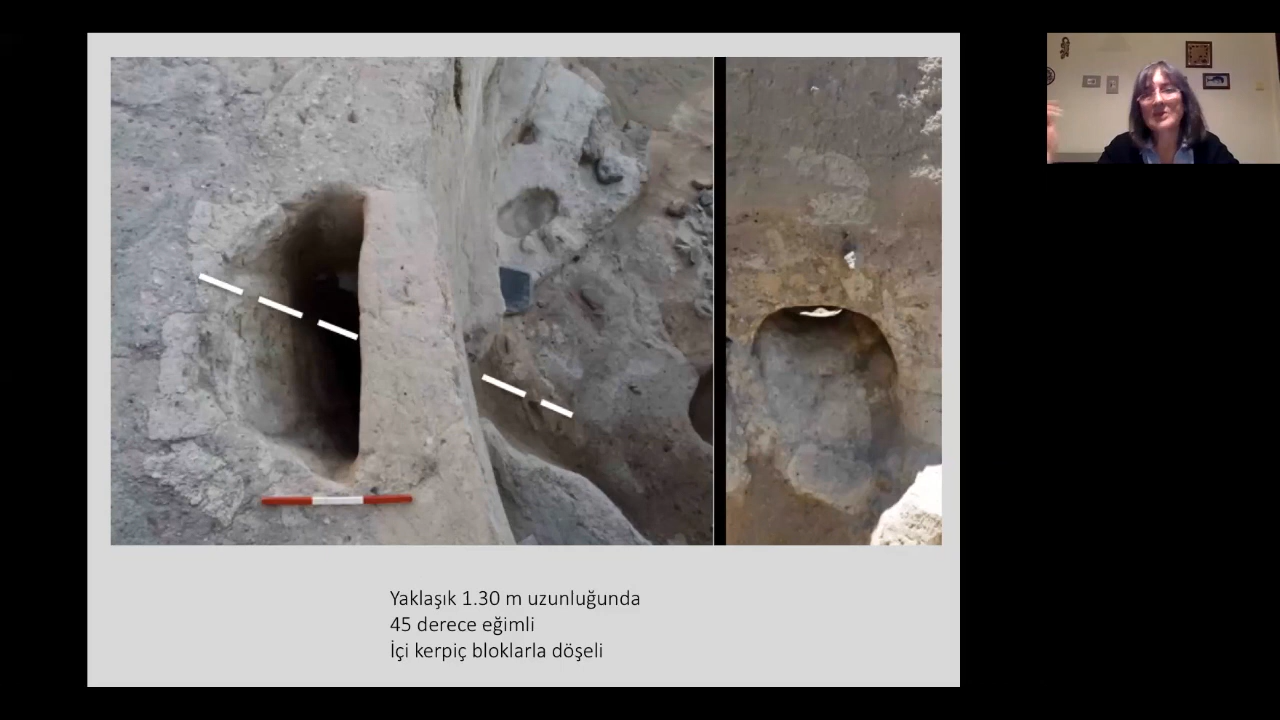 Yaklaşık 1.30 m uzunluğunda
45 derece eğimli
İçi kerpiç bloklarla döşeli